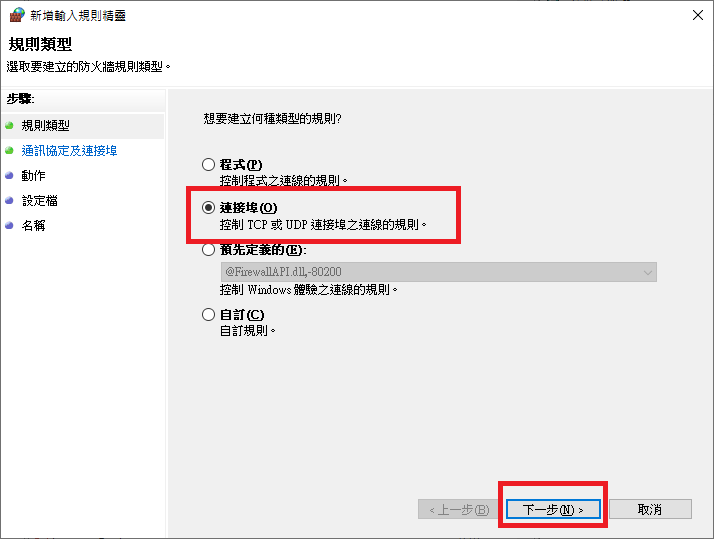 新增輸入規則精靈
規則類型
選取要建立的防火牆規則類型。
步驟:
規則類型
通訊協定及連接埠
動作
設定檔
名稱
想要建立何種類型的規則?
程式(P)
控制程式之連線的規則。
連接埠(O)
控制 TCP 或 UDP 連接埠之連線的規則。
預先定義的(E):
@FirewallAPI.dll,-80200
控制 Windows 體驗之連線的規則。
自訂(C)
自訂規則。
< 上一步(B)
下一步(N) >
取消